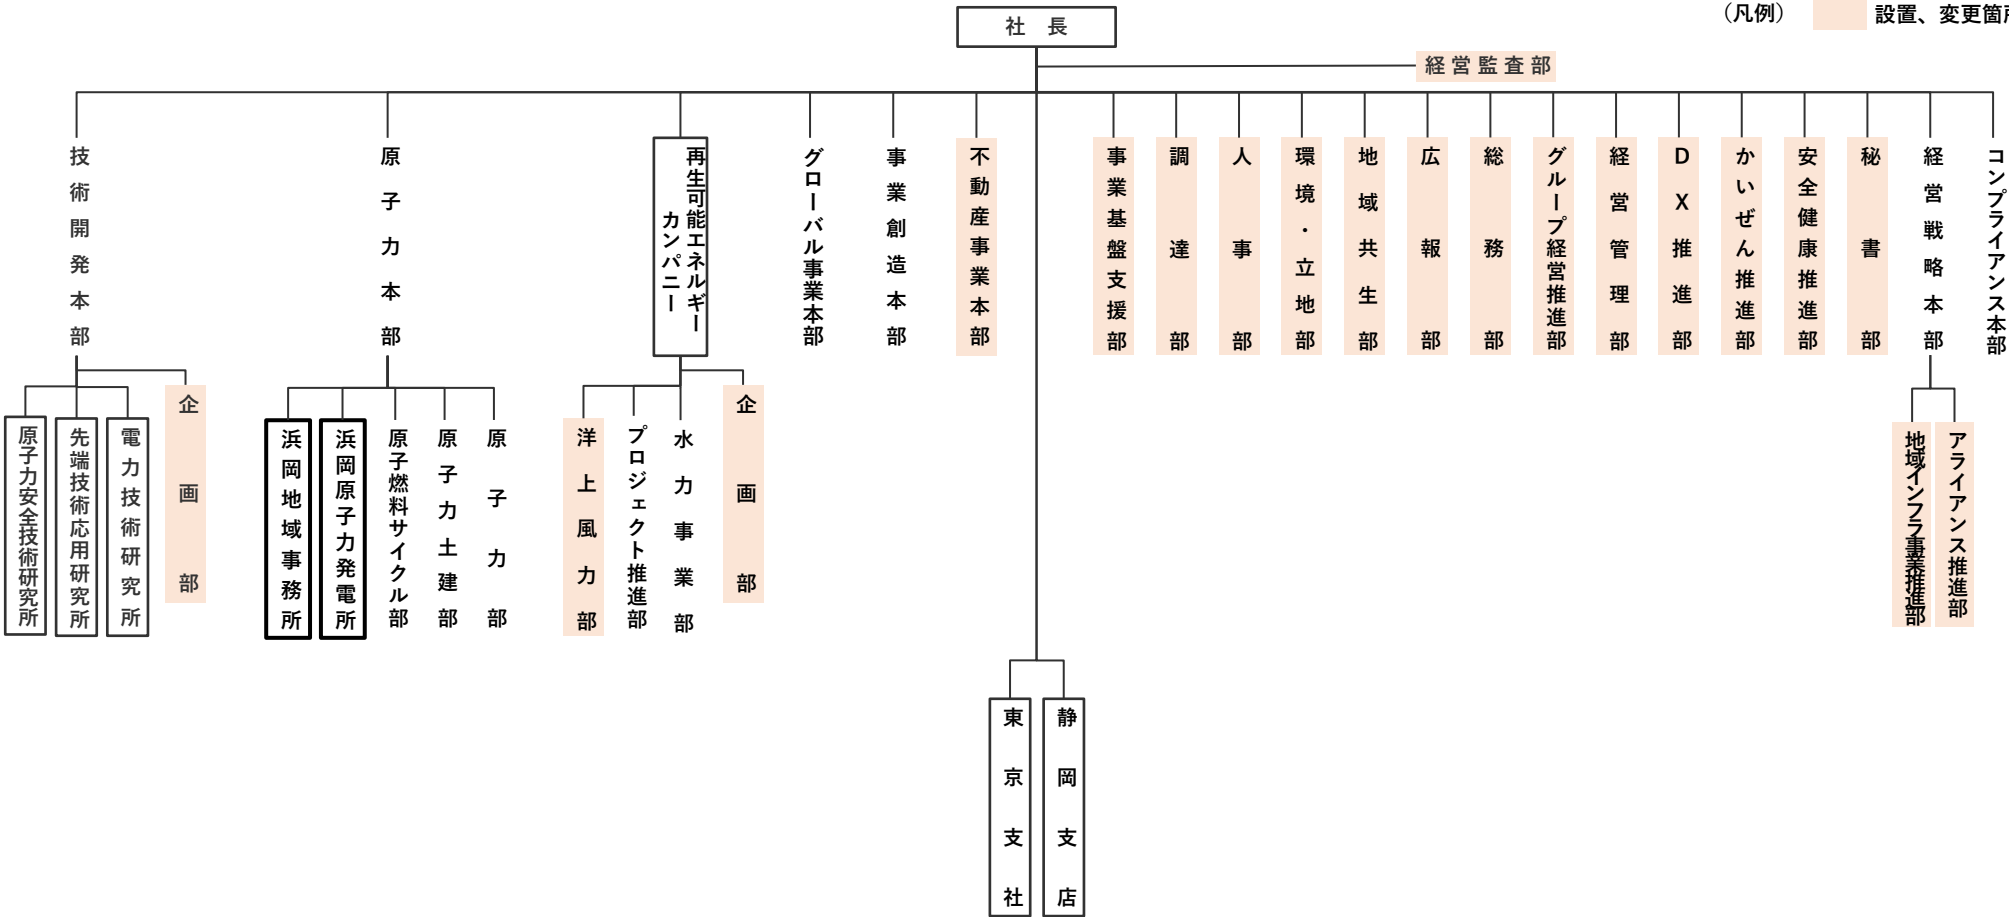 社長
（凡例）
設置、変更箇所
経営監査部
コンプライアンス本部
経営戦略本部
秘書部
安全健康推進部
かいぜん推進部
DX推進部
経営管理部
グループ経営推進部
総務部
広報部
地域共生部
環境・立地部
人事部
調達部
事業基盤支援部
不動産事業本部
事業創造本部
グローバル事業本部
再生可能エネルギー
カンパニー
原子力本部
技術開発本部
アライアンス推進部
地域インフラ事業推進部
企画部
水力事業部
プロジェクト推進部
洋上風力部
原子力部
原子力土建部
原子燃料サイクル部
浜岡原子力発電所
浜岡地域事務所
企画部
電力技術研究所
先端技術応用研究所
原子力安全技術研究所
静岡支店
東京支社